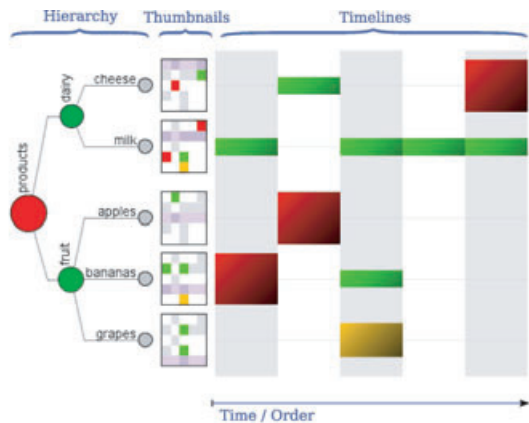 Hierarchy Thumbnails Timelines
cheese
dairy
milk
products
apples
fruit
bananas
grapes
Time / Order